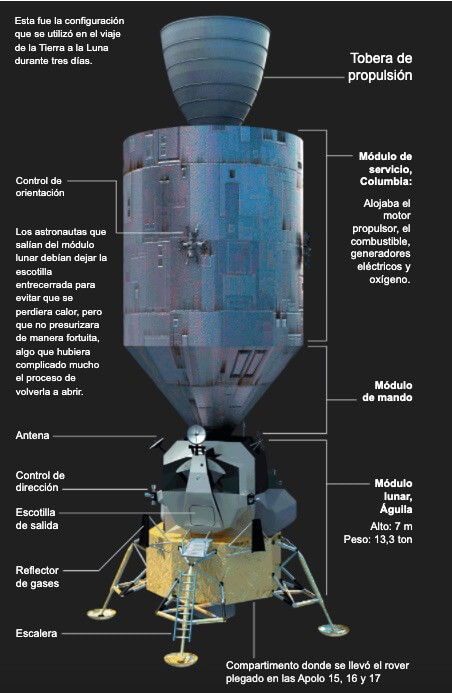 Esta fue la configuración
que se utilizó en el viaje
de la Tierra a la Luna
durante tres días.
Tobera de
propulsión
Módulo de
servicio,
Columbia:
Alojaba el
motor
propulsor, el
combustible,
generadores
eléctricos y
oxígeno.
Control de
orientación
Los astronautas que
salían del módulo
lunar debían dejar la
escotilla
entrecerrada para
evitar que se
perdiera calor, pero
que no presurizara
de manera fortuita,
algo que hubiera
complicado mucho
el proceso de
volverla a abrir.
Módulo
de mando
Antena
Control de
dirección
Escotilla
de salida
Módulo
lunar,
Águila
Alto: 7 m
Peso: 13,3 ton
Reflector
de gases
Escalera
Compartimento donde se llevó el rover
plegado en las Apolo 15, 16 y 17